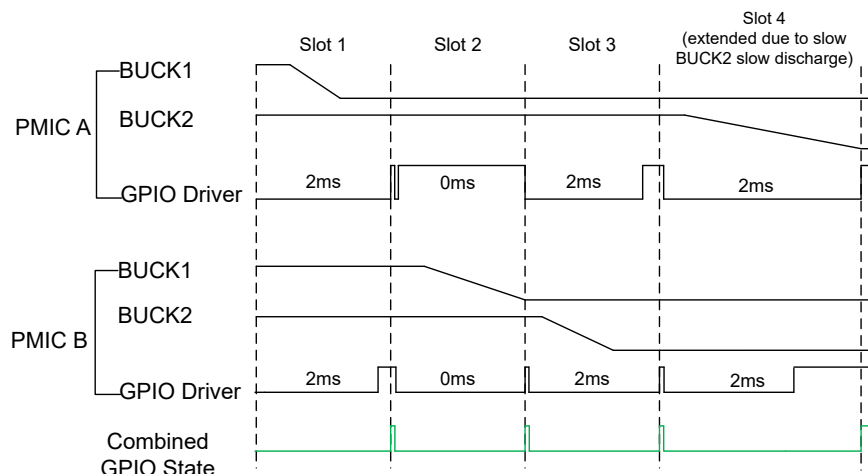 Slot 1
Slot 2
Slot 3
Slot 4
(extended due to slow
BUCK2 slow discharge)
PMIC A
BUCK1
BUCK2
GPIO Driver
2ms
0ms
2ms
2ms
PMIC B
BUCK1
BUCK2
GPIO Driver
2ms
0ms
2ms
2ms
Combined
GPIO State